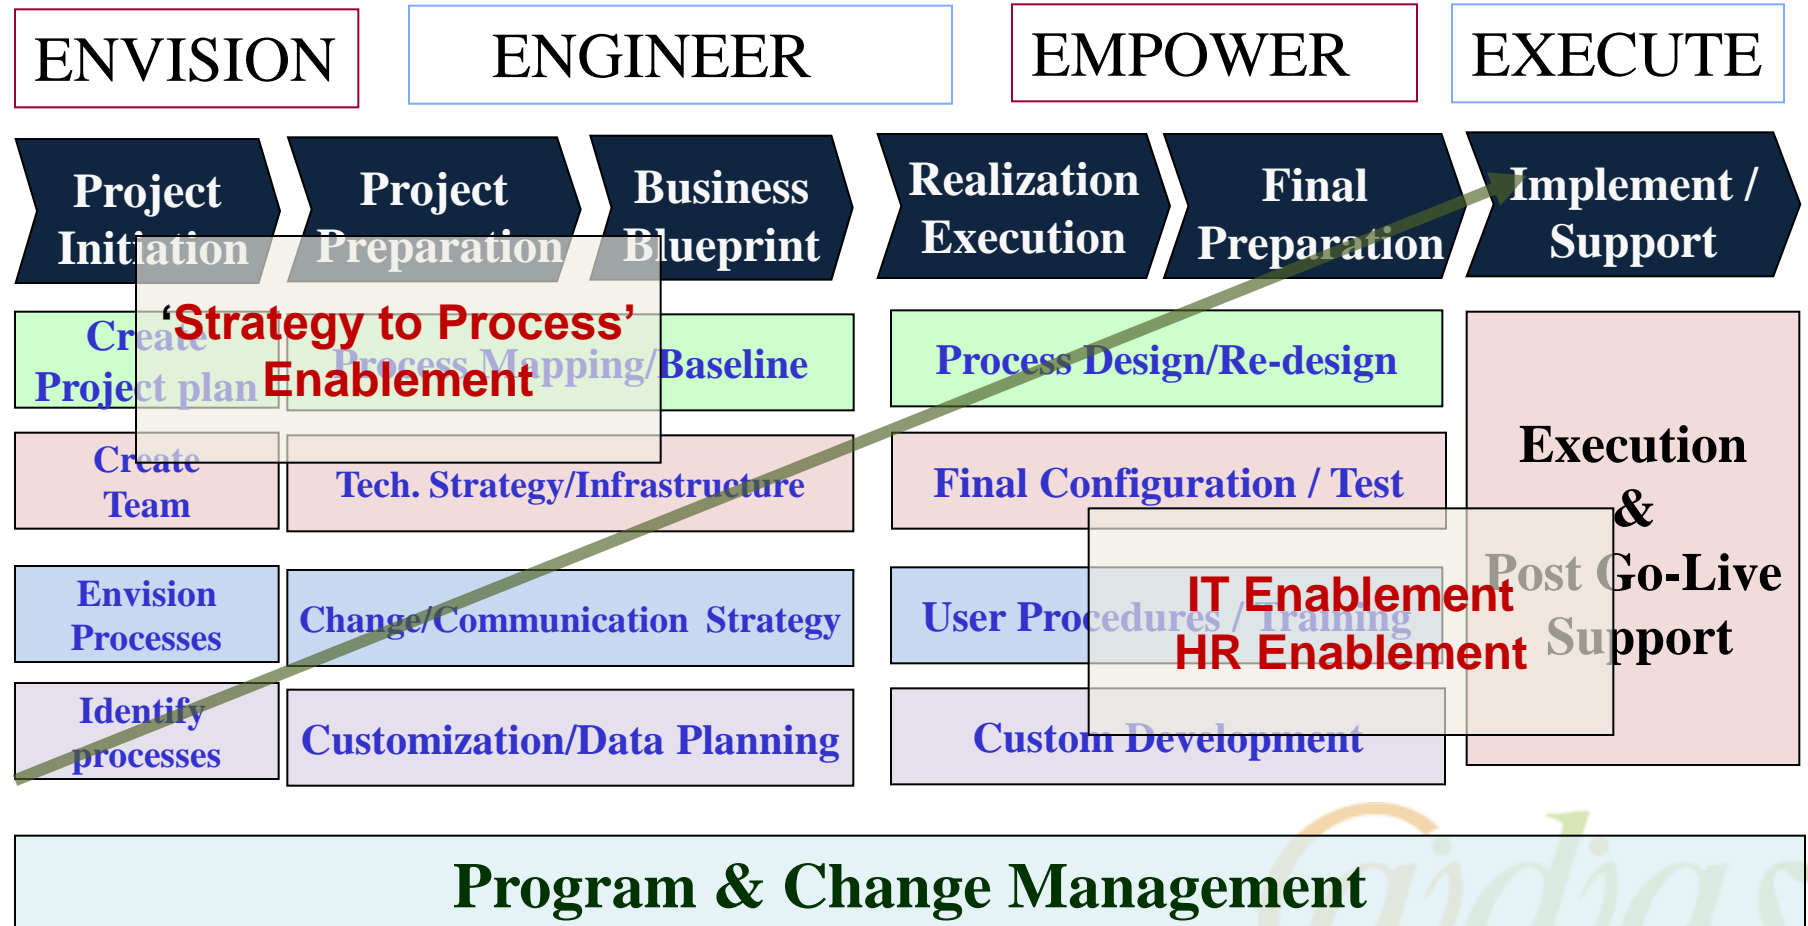 ENVISION
ENGINEER
EMPOWER
EXECUTE
Project
Initiation
Project
Preparation
Business
Blueprint
Realization
Execution
Final
Preparation
Implement /
Support
‘Strategy to Process’
Enablement
Create
Project plan
Process Mapping/Baseline
Process Design/Re-design
Create
Team
Tech. Strategy/Infrastructure
Final Configuration / Test
Execution
&
Post Go-Live
Support
Envision
Processes
Change/Communication Strategy
User Procedures / Training
IT Enablement
HR Enablement
Identify
processes
Customization/Data Planning
Custom Development
Program & Change Management